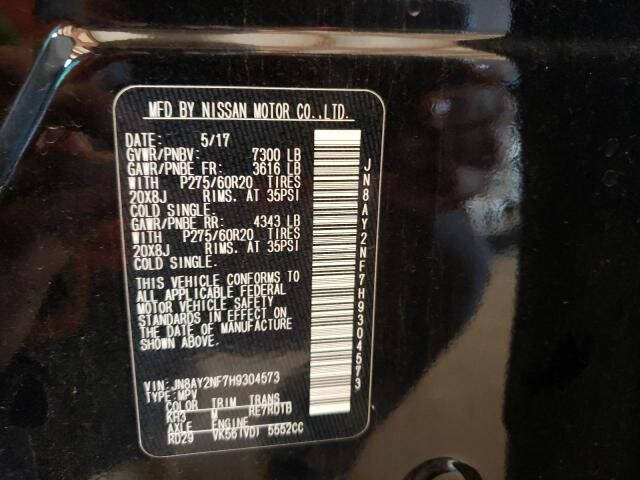 MFD BY NISSAN MOTOR CO.,LTD.
DATE: 5/17
GVWR/PNBV: 7300 LB
GAWR/PNBE FR: 3616 LB
WITH P275/60R20 TIRES
20X8J RIMS. AT 35PSI
COLD SINGLE.
GAWR/PNBE RR: 4343 LB
WITH P275/60R20 TIRES
20X8J RIMS. AT 35PSI
COLD SINGLE.
THIS VEHICLE CONFORMS TO
ALL APPLICABLE FEDERAL
MOTOR VEHICLE SAFETY
STANDARDS IN EFFECT ON
THE DATE OF MANUFACTURE
SHOWN ABOVE.
VIN: JN8AY2NF7H9304573
TYPE: MPV
COLOR TRIM TRANS
KH3 M RE7R01B
AXLE ENGINE
RD29 VK56(VD) 5552CC
JN8AY2NF7H9304573